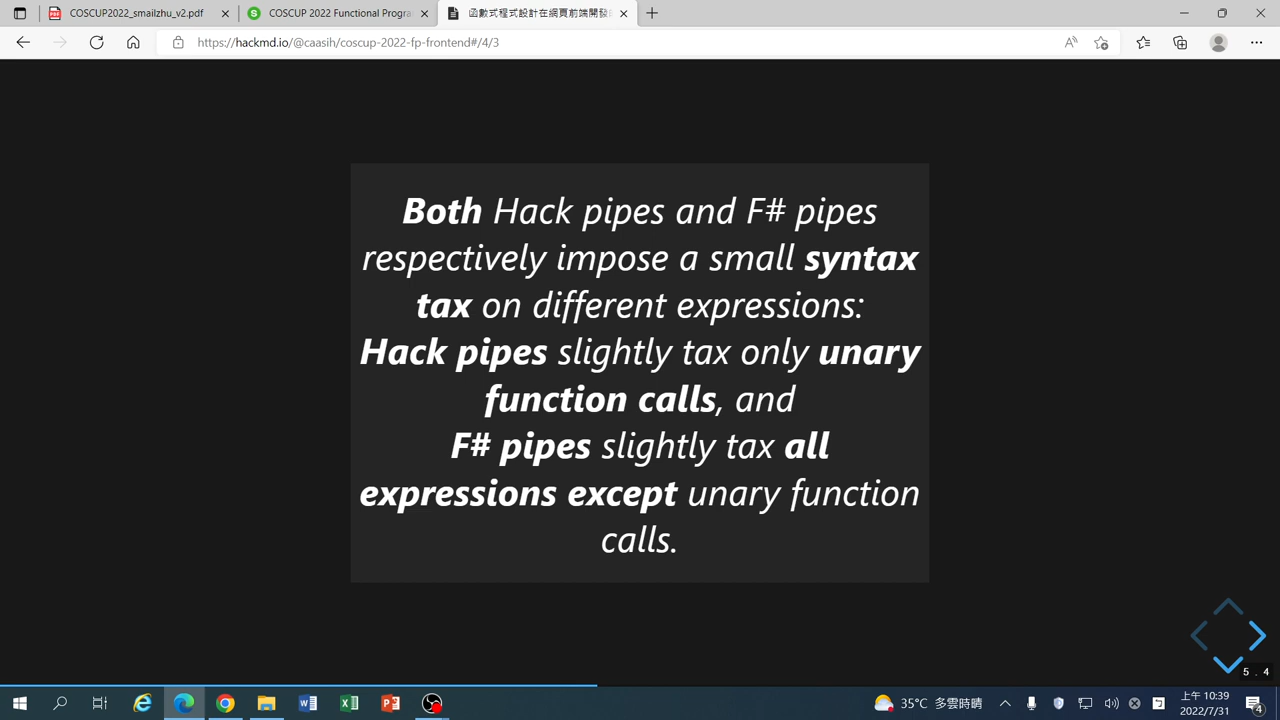 COSCUP2022_smailzhu_v2.pdf
COSCUP 2022 Functional Progra
函數式程式設計在網頁前端開發
https://hackmd.io/@caasih/coscup-2022-fp-frontend#/4/3
Both Hack pipes and F# pipes
respectively impose a small syntax
tax on different expressions:
Hack pipes slightly tax only unary
function calls, and
F# pipes slightly tax all
expressions except unary function
calls.
5 . 4
35°C 多雲時晴
上午 10:39
2022/7/31
4